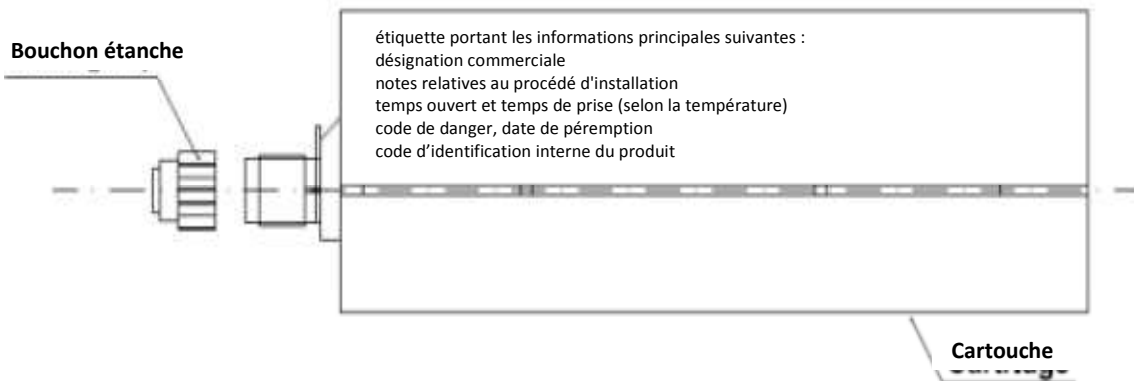 Bouchon étanche
étiquette portant les informations principales suivantes :
désignation commerciale
notes relatives au procédé d'installation
temps ouvert et temps de prise (selon la température)
code de danger, date de péremption
code d’identification interne du produit
Cartouche